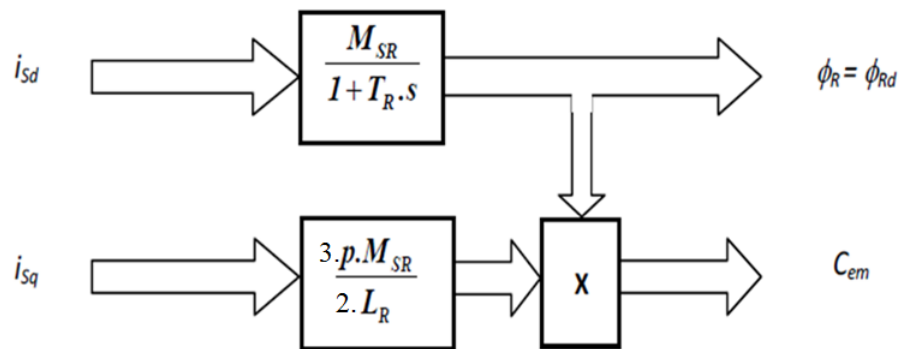 i_Sd
M_SR
1+T_R.s
ϕ_R = ϕ_Rd
i_Sq
3.p.M_SR
2.L_R
X
C_em